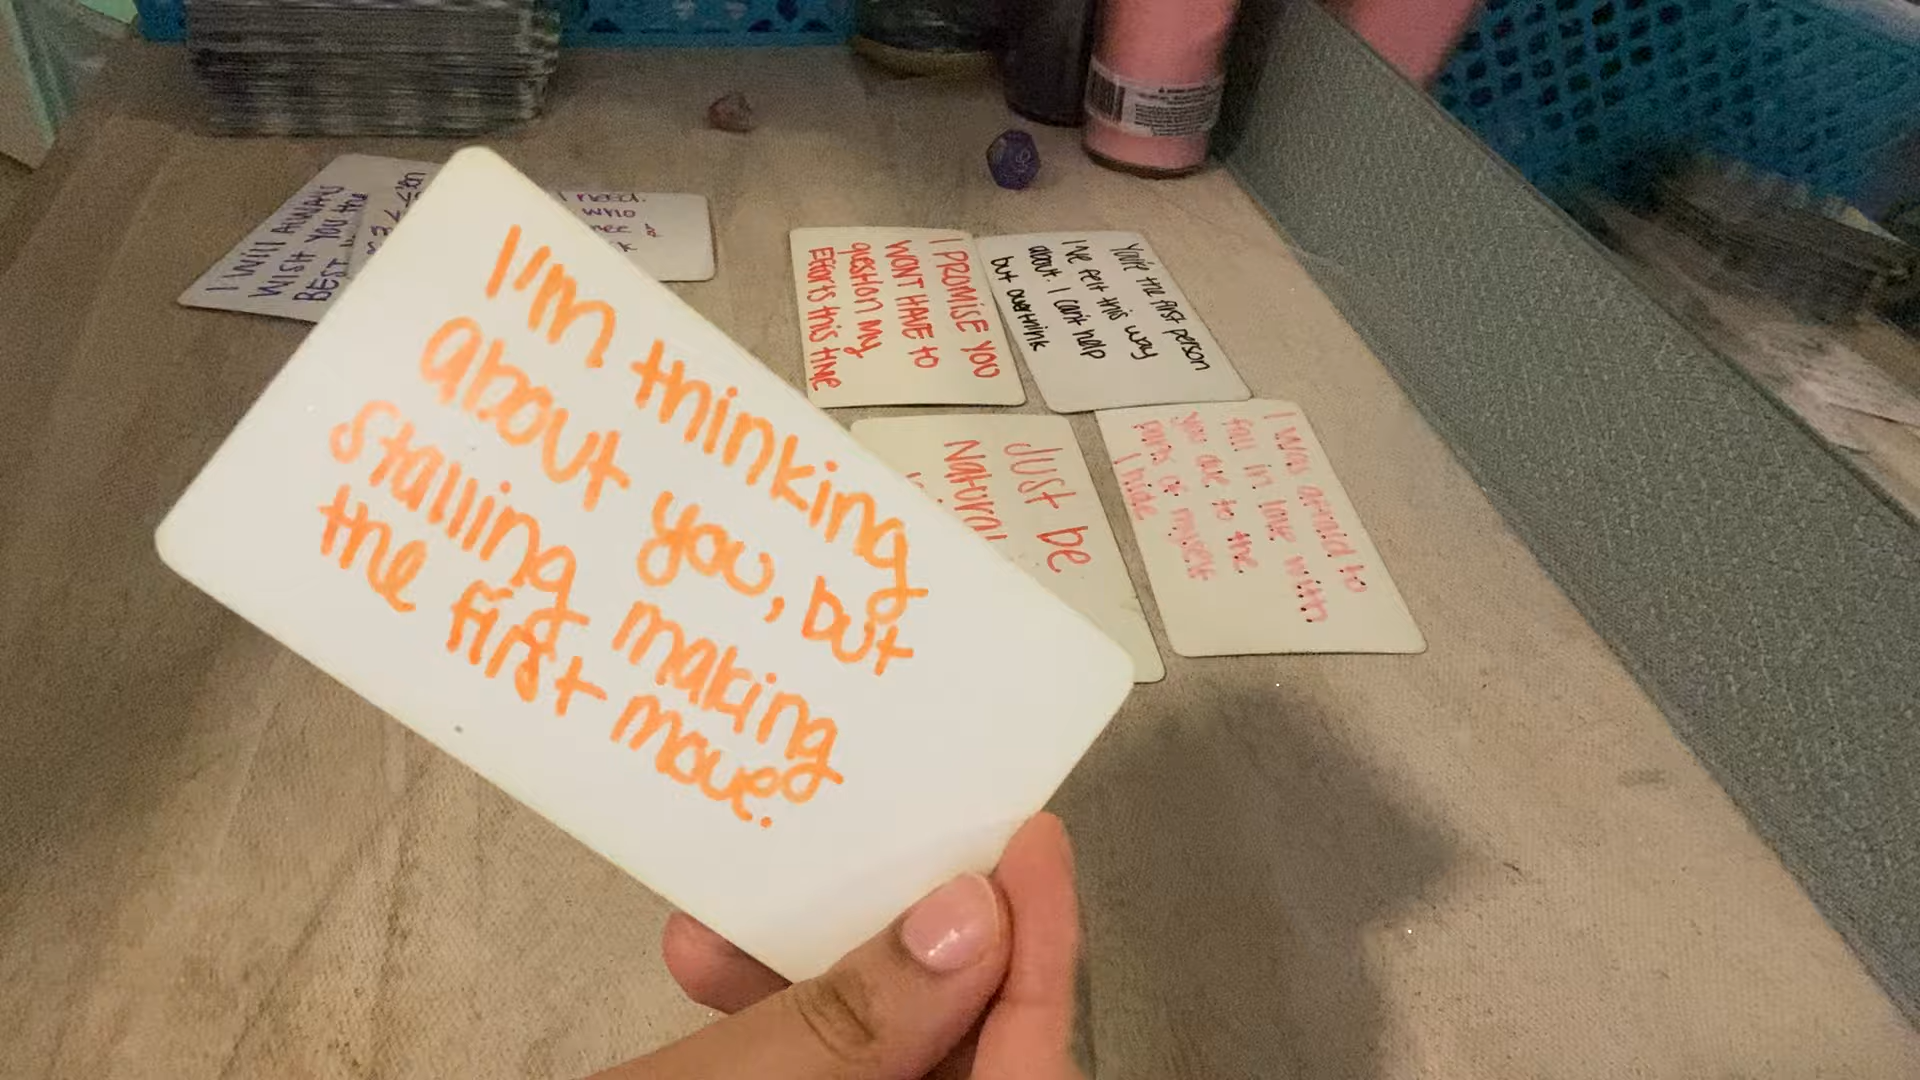 I'm thinking
about you, but
stalling making
the first move.
I WILL ALWAYS
WISH YOU the
BEST
I need.
who
I PROMISE YOU
WON'T HAVE to
question my
Efforts this time
You're the first person
I've felt this way
about. I can't help
but overthink
Just be
Natural
I was afraid to
fall in love with
you due to the
parts of myself
I hide